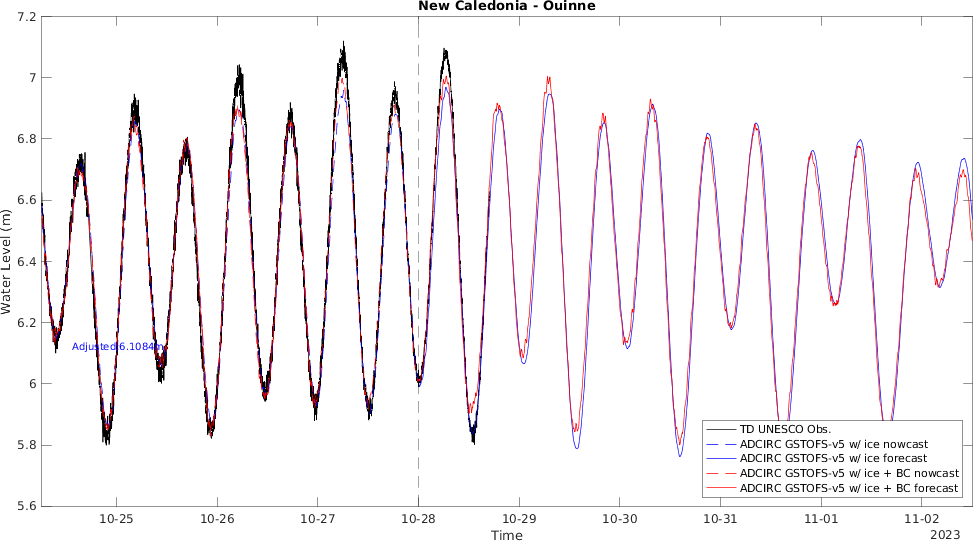 New Caledonia - Ouinne
7.2
7
6.8
6.6
6.4
6.2
6
5.8
5.6
Water Level (m)
Adjusted 6.1084m
TD UNESCO Obs.
ADCIRC GSTOFS-v5 w/ ice nowcast
ADCIRC GSTOFS-v5 w/ ice forecast
ADCIRC GSTOFS-v5 w/ ice + BC nowcast
ADCIRC GSTOFS-v5 w/ ice + BC forecast
10-25 10-26 10-27 10-28 10-29 10-30 10-31 11-01 11-02
Time
2023